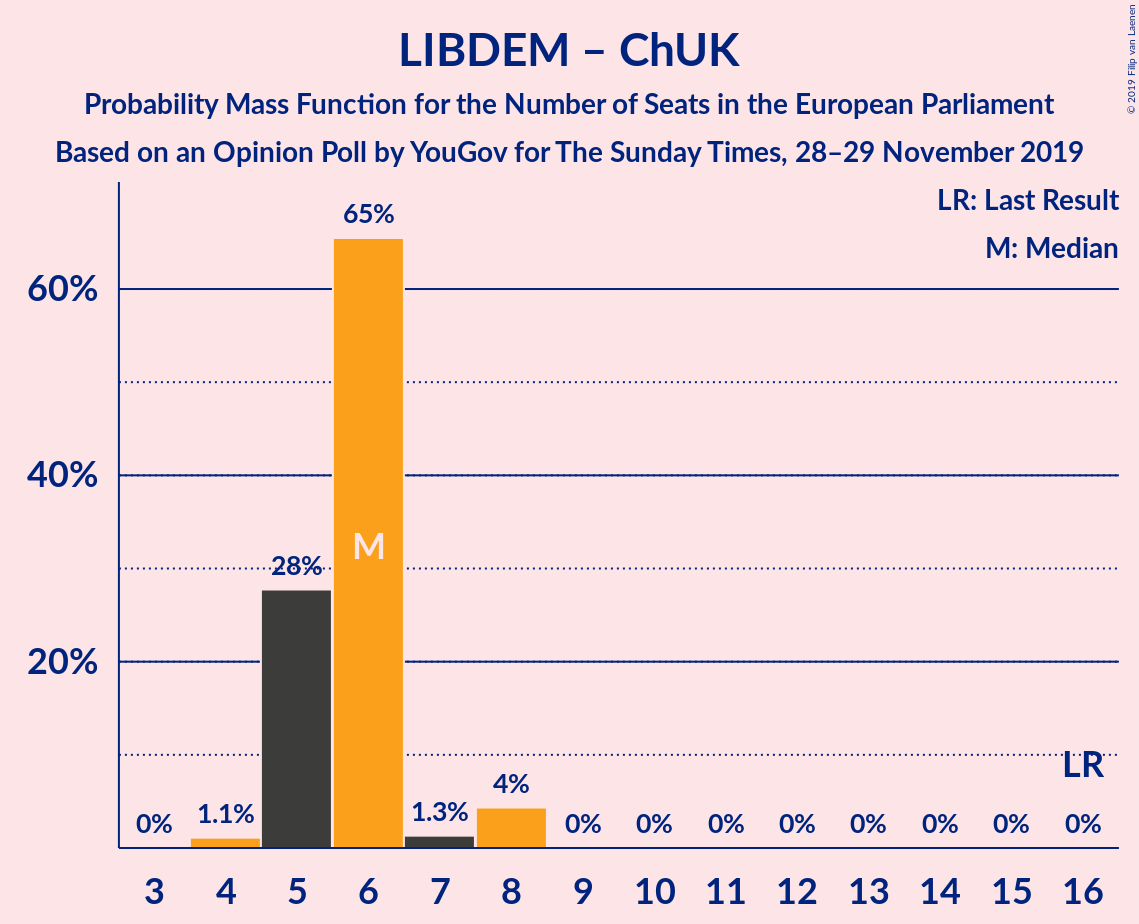 LIBDEM – ChUK
Probability Mass Function for the Number of Seats in the European Parliament
Based on an Opinion Poll by YouGov for The Sunday Times, 28–29 November 2019
© 2019 Filip van Laenen
LR: Last Result
M: Median
65%
60%
40%
28%
M
20%
LR
0% 1.1% 1.3% 4% 0% 0% 0% 0% 0% 0% 0% 0%
3 4 5 6 7 8 9 10 11 12 13 14 15 16